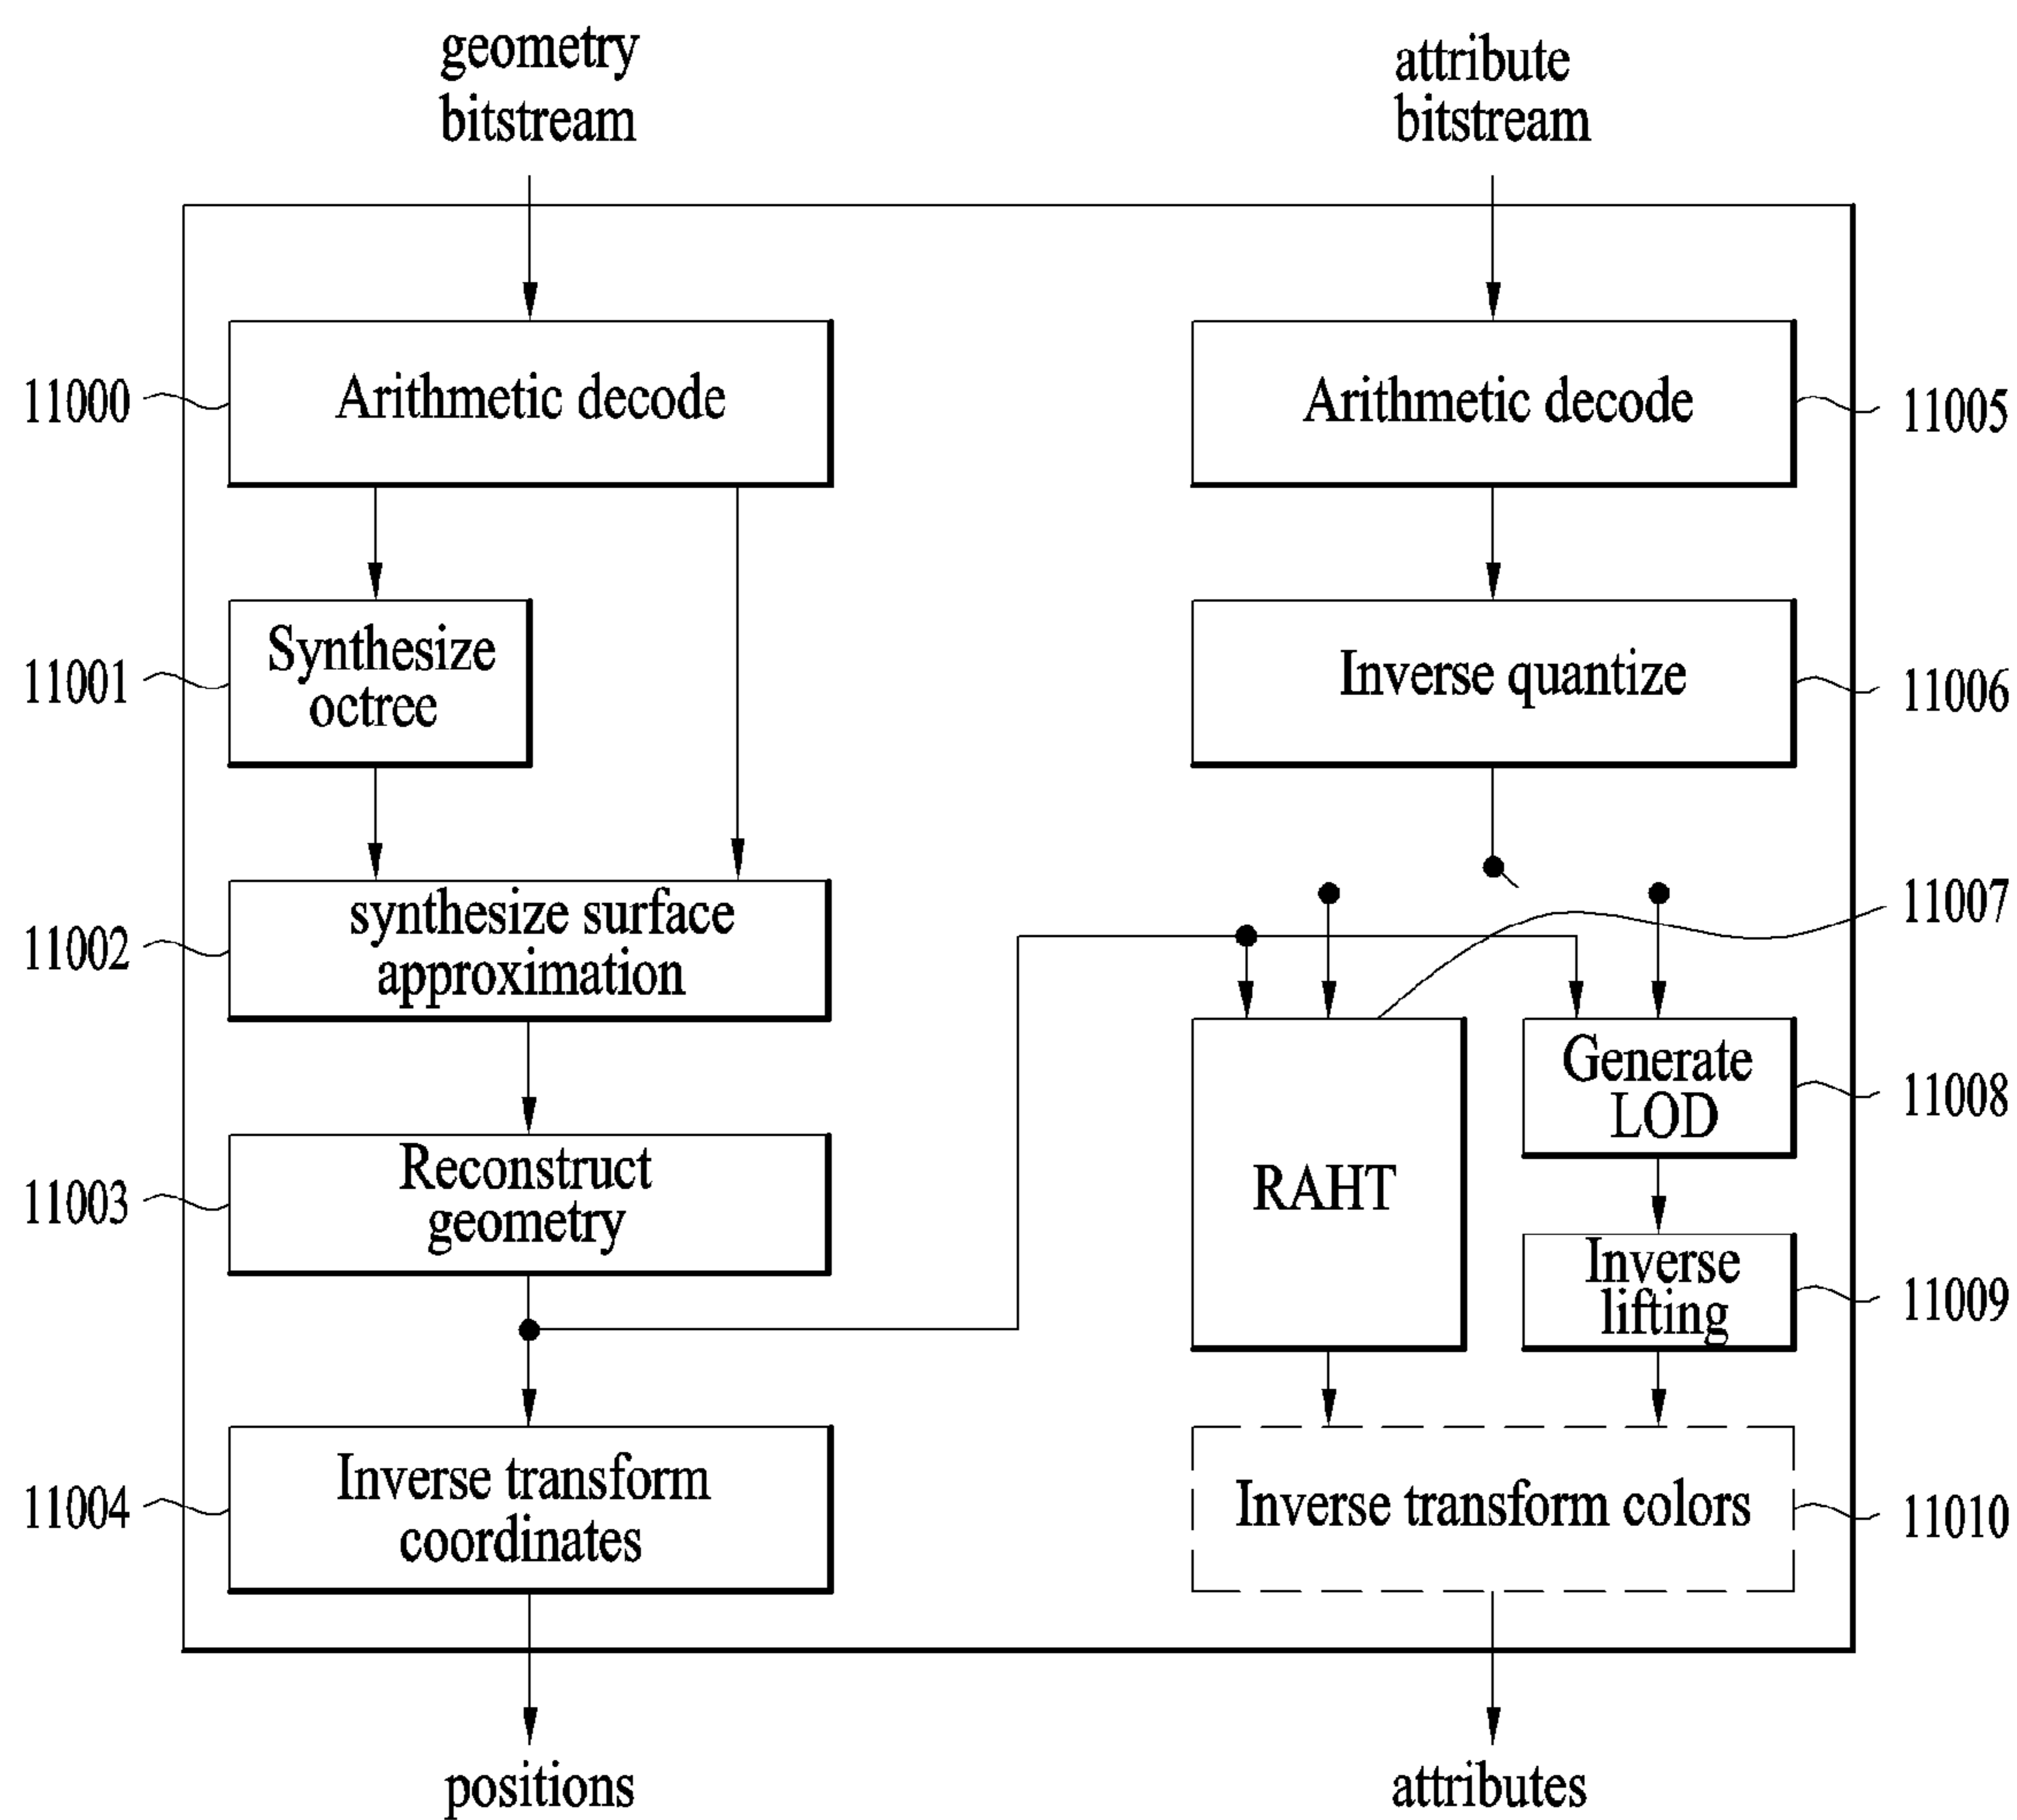 geometry
bitstream
attribute
bitstream
11000
Arithmetic decode
Arithmetic decode
11005
11001
Synthesize
octree
Inverse quantize
11006
11002
synthesize surface
approximation
11007
11003
Reconstruct
geometry
RAHT
Generate
LOD
11008
Inverse
lifting
11009
11004
Inverse transform
coordinates
Inverse transform colors
11010
positions
attributes